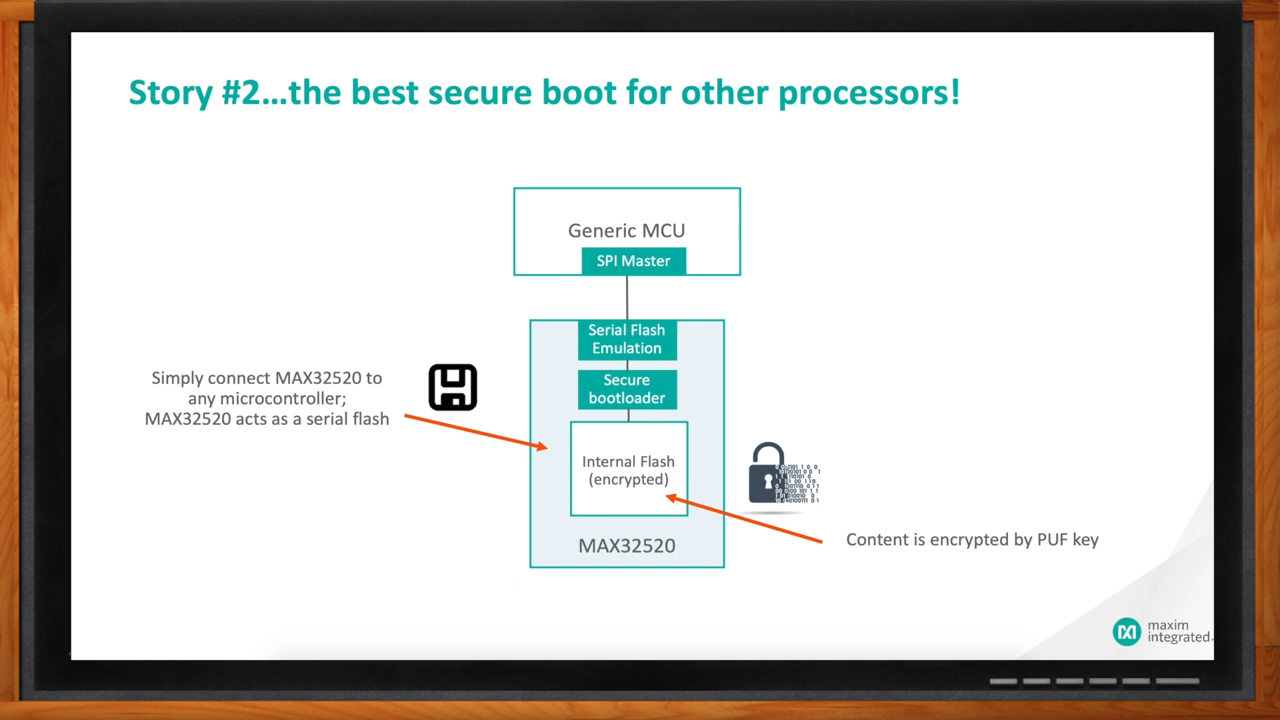 Story #2...the best secure boot for other processors!
Generic MCU
SPI Master
Serial Flash
Emulation
Secure
bootloader
Internal Flash
(encrypted)
MAX32520
Simply connect MAX32520 to
any microcontroller;
MAX32520 acts as a serial flash
Content is encrypted by PUF key
maxim
integrated.